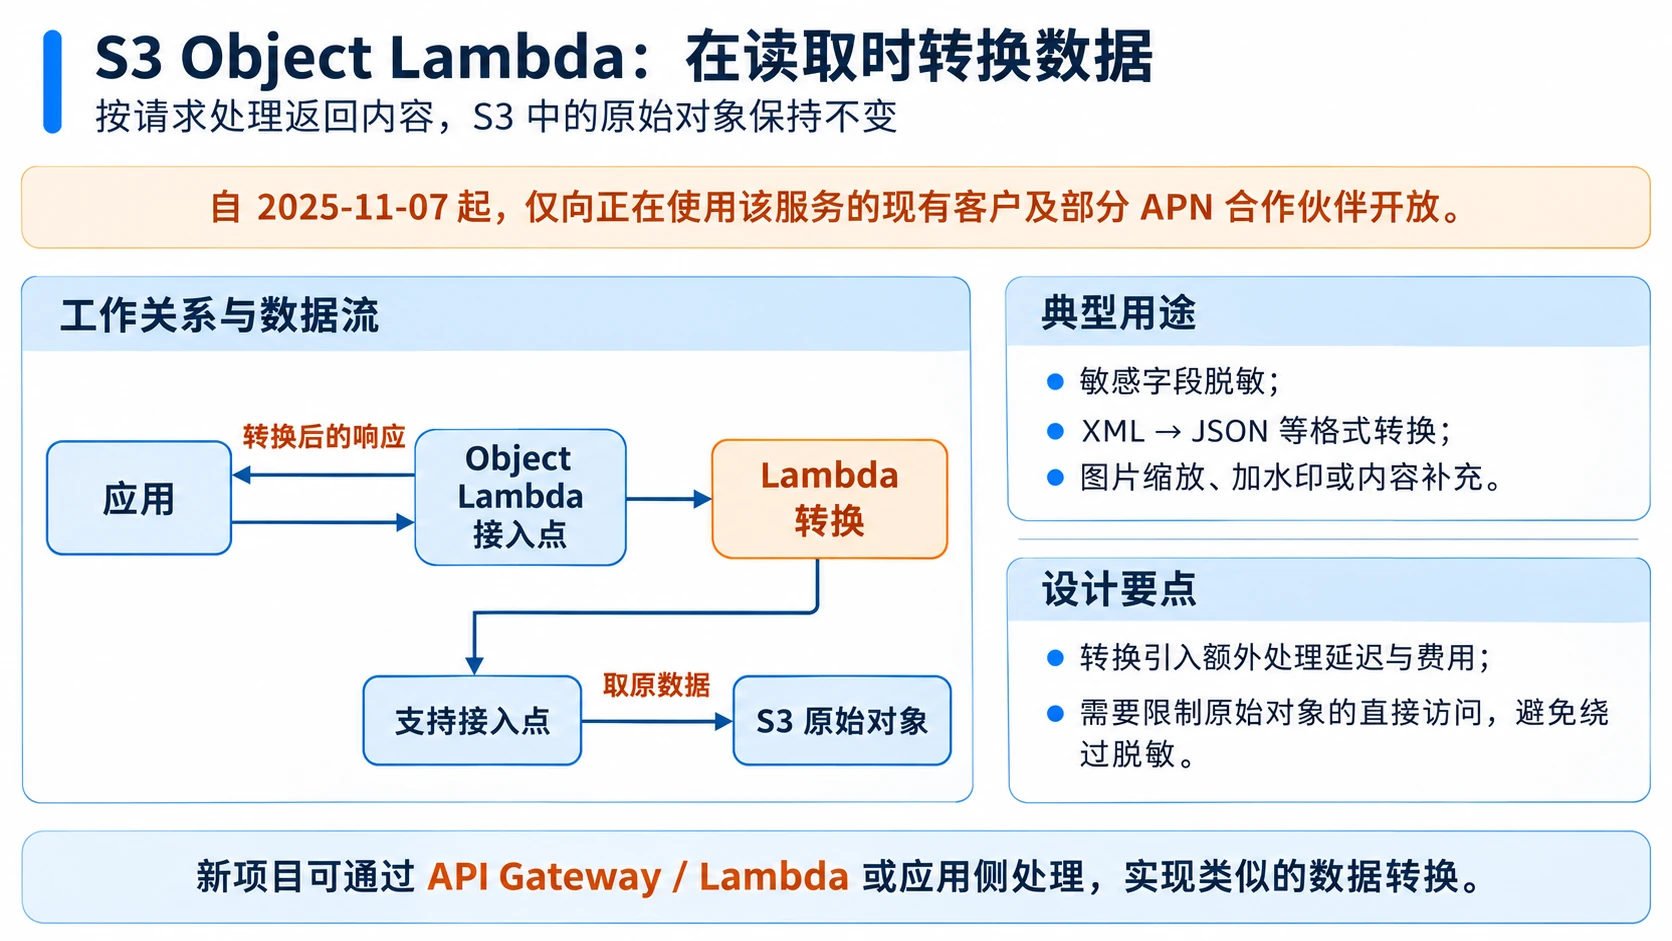 S3 Object Lambda：在读取时转换数据
按请求处理返回内容，S3 中的原始对象保持不变
自 2025-11-07 起，仅向正在使用该服务的现有客户及部分 APN 合作伙伴开放。
工作关系与数据流
转换后的响应
应用
Object
Lambda
接入点
Lambda
转换
支持接入点
取原数据
S3 原始对象
典型用途
敏感字段脱敏；
XML → JSON 等格式转换；
图片缩放、加水印或内容补充。
设计要点
转换引入额外处理延迟与费用；
需要限制原始对象的直接访问，避免绕
过脱敏。
新项目可通过 API Gateway / Lambda 或应用侧处理，实现类似的数据转换。